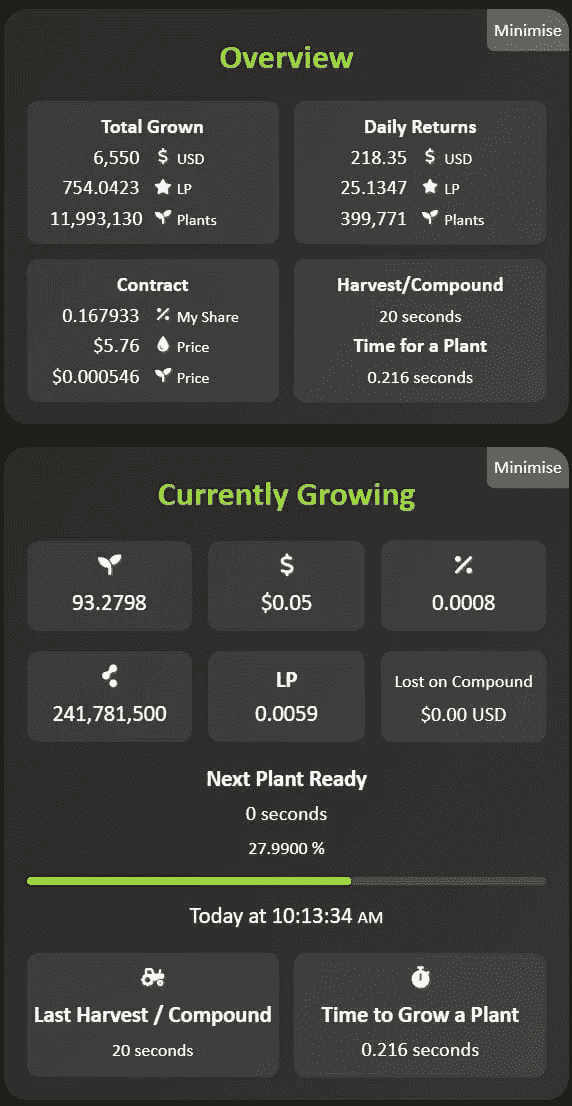 Minimise
Overview
Total Grown
6,550 $ USD
754.0423 LP
11,993,130 Plants
Daily Returns
218.35 $ USD
25.1347 LP
399,771 Plants
Contract
0.167933 % My Share
$5.76 Price
$0.000546 Price
Harvest/Compound
20 seconds
Time for a Plant
0.216 seconds
Minimise
Currently Growing
93.2798
$
$0.05
%
0.0008
241,781,500
LP
0.0059
Lost on Compound
$0.00 USD
Next Plant Ready
0 seconds
27.9900 %
Today at 10:13:34 AM
Last Harvest / Compound
20 seconds
Time to Grow a Plant
0.216 seconds